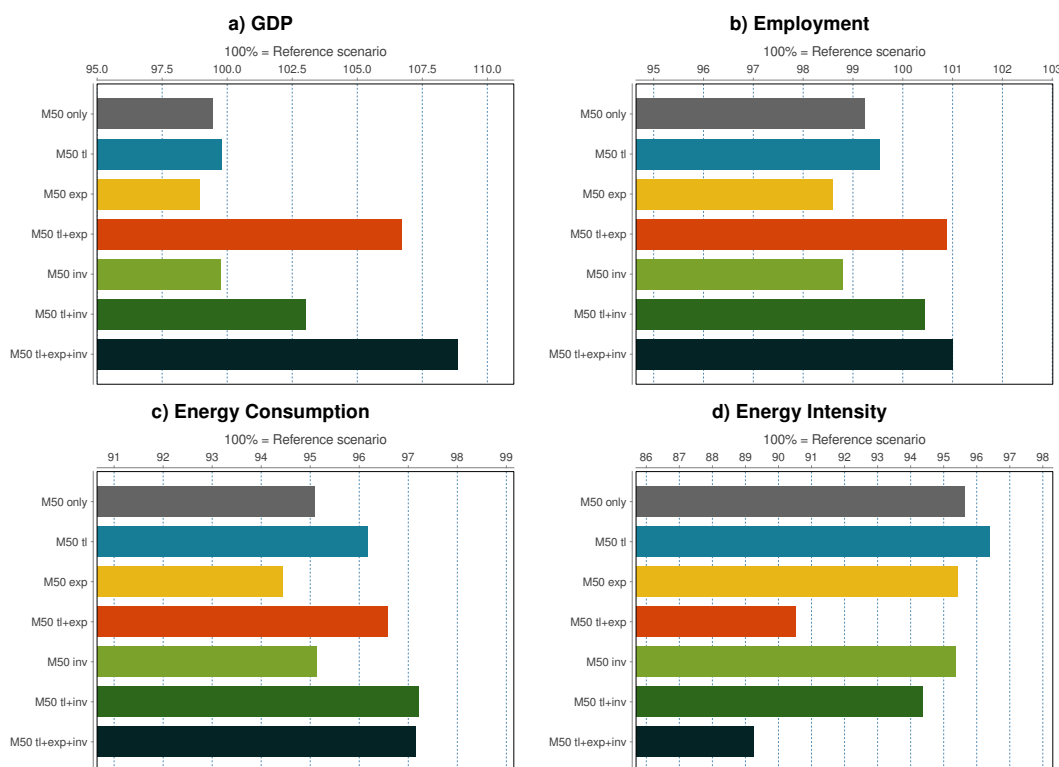 a) GDP
100% = Reference scenario
95.0 97.5 100.0 102.5 105.0 107.5 110.0
M50 only
M50 tl
M50 exp
M50 tl+exp
M50 inv
M50 tl+inv
M50 tl+exp+inv
b) Employment
100% = Reference scenario
95 96 97 98 99 100 101 102 103
M50 only
M50 tl
M50 exp
M50 tl+exp
M50 inv
M50 tl+inv
M50 tl+exp+inv
c) Energy Consumption
100% = Reference scenario
91 92 93 94 95 96 97 98 99
M50 only
M50 tl
M50 exp
M50 tl+exp
M50 inv
M50 tl+inv
M50 tl+exp+inv
d) Energy Intensity
100% = Reference scenario
86 87 88 89 90 91 92 93 94 95 96 97 98
M50 only
M50 tl
M50 exp
M50 tl+exp
M50 inv
M50 tl+inv
M50 tl+exp+inv